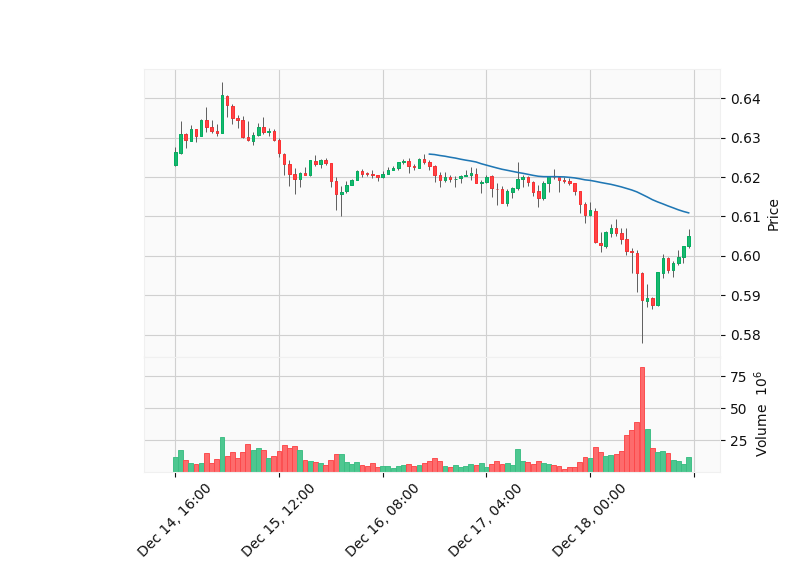 0.64
0.63
0.62
0.61
0.60
0.59
0.58
Price
75
50
25
Volume 10⁶
Dec 14, 16:00
Dec 15, 12:00
Dec 16, 08:00
Dec 17, 04:00
Dec 18, 00:00